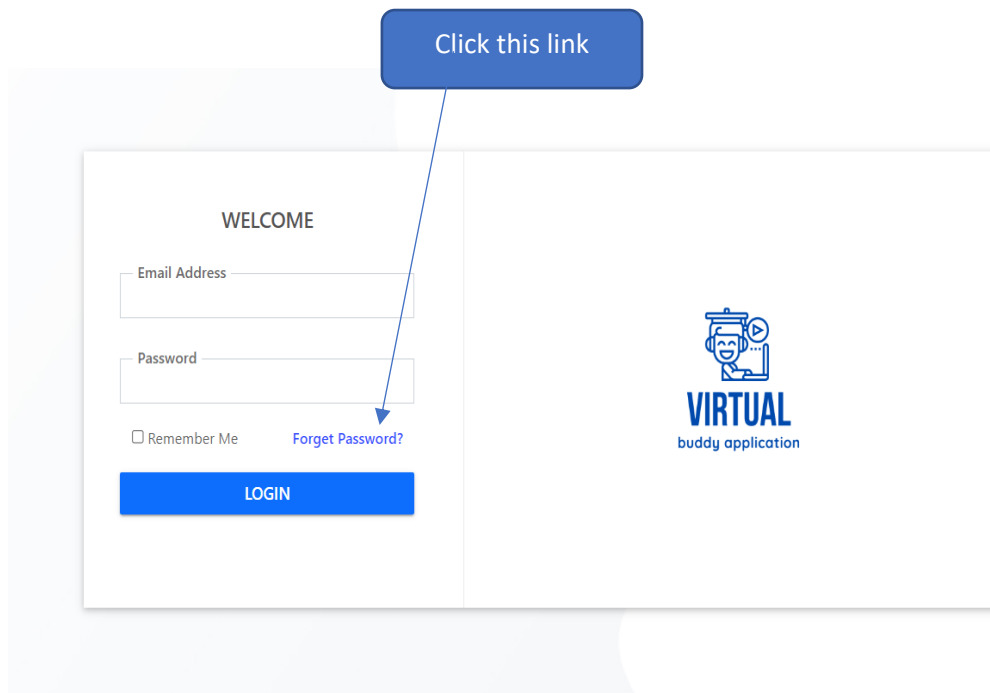 Click this link
WELCOME
Email Address
Password
Remember Me
Forget Password?
LOGIN
VIRTUAL
buddy application